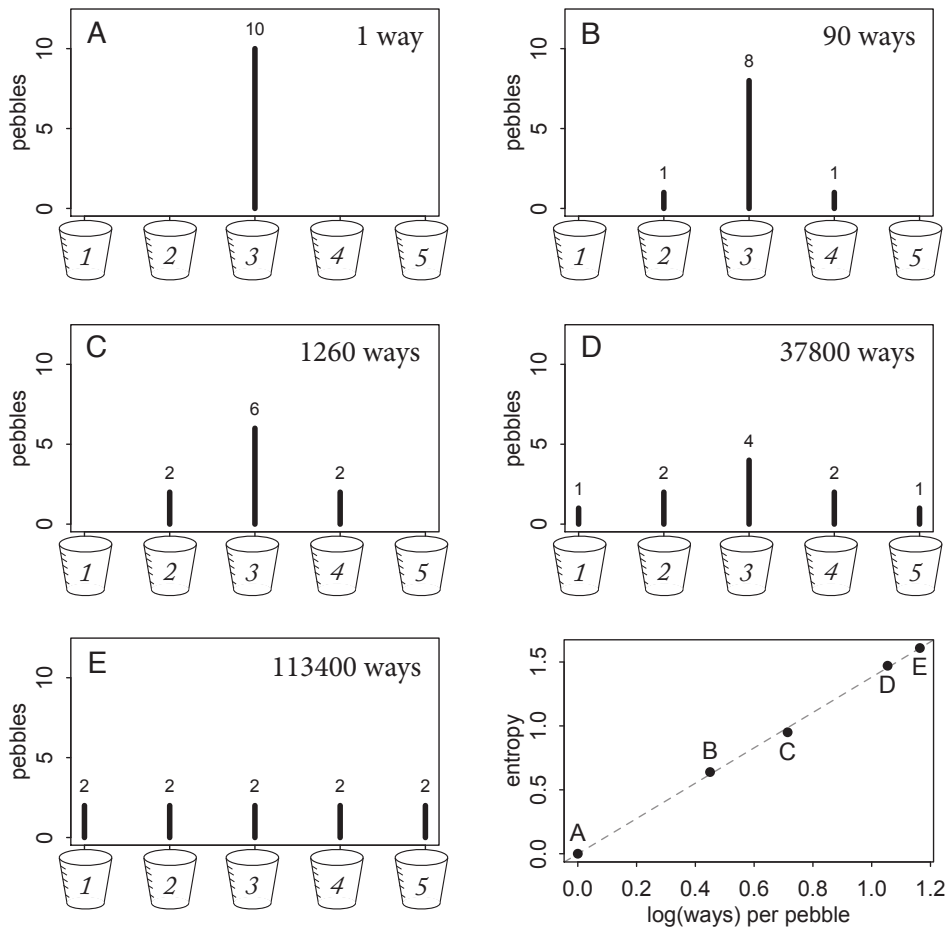 A
1 way
10
pebbles
10
5
0
1 2 3 4 5
B
90 ways
8
1
1
pebbles
10
5
0
1 2 3 4 5
C
1260 ways
6
2
2
pebbles
10
5
0
1 2 3 4 5
D
37800 ways
4
2
2
1
1
pebbles
10
5
0
1 2 3 4 5
E
113400 ways
2 2 2 2 2
pebbles
10
5
0
1 2 3 4 5
entropy
1.5
1.0
0.5
0.0
A
B
C
D
E
0.0 0.2 0.4 0.6 0.8 1.0 1.2
log(ways) per pebble